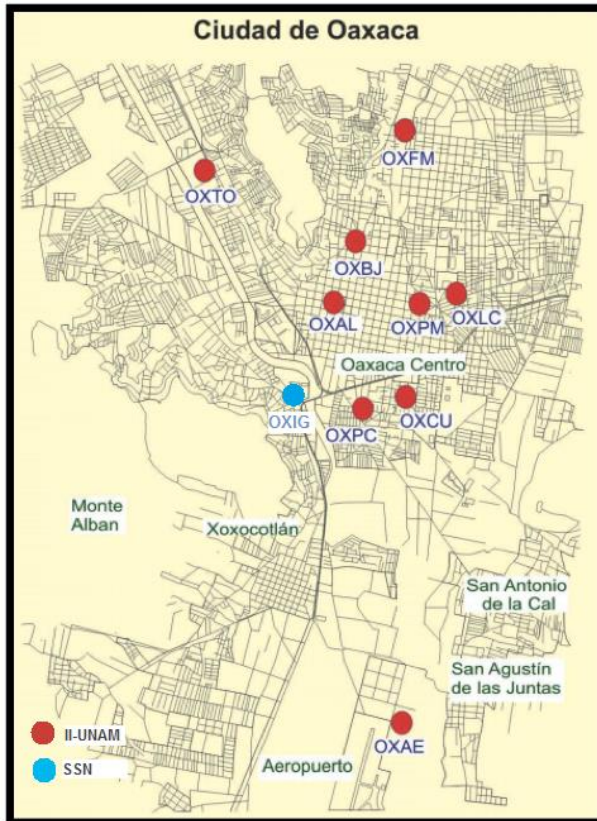 Ciudad de Oaxaca
OXFM
OXTO
OXBJ
OXAL
OXPM
OXLC
Oaxaca Centro
OXIG
OXCU
OXPC
Monte
Alban
Xoxocotlán
San Antonio
de la Cal
San Agustín
de las Juntas
OXAE
II-UNAM
SSN
Aeropuerto